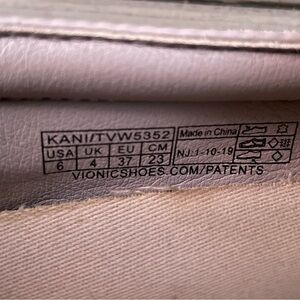 KANI/TVW5352
USA UK EU CM
6 4 37 23
Made in China
NJ.1-10-19
VIONICSHOES.COM/PATENTS